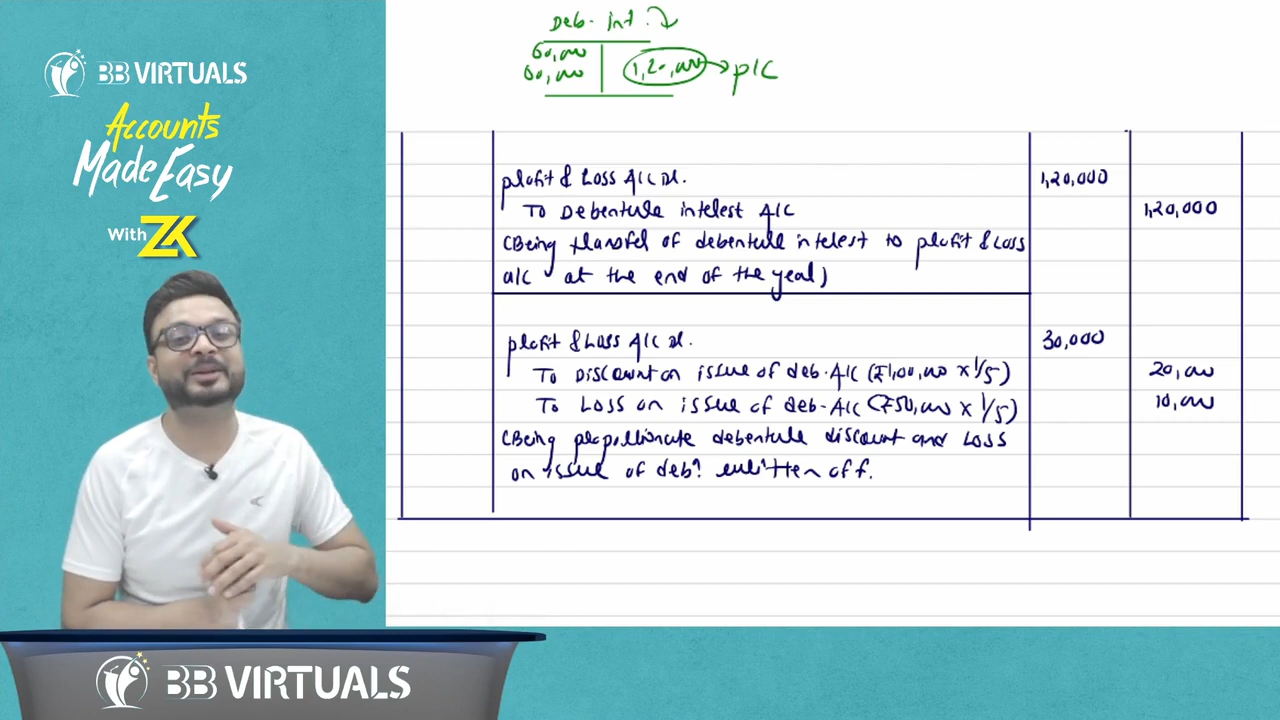 BB VIRTUALS
Accounts
Made Easy
With ZK
Deb. int.
60,000
60,000
1,20,000 → P/C
Profit & Loss A/C Dr. 1,20,000
To Debenture interest A/C 1,20,000
(Being transfer of debenture interest to profit & Loss
a/c at the end of the year)
Profit & Loss A/C Dr. 30,000
To Discount on issue of deb. A/C (₹1,00,000 x 1/5) 20,000
To Loss on issue of deb. A/C (₹50,000 x 1/5) 10,000
(Being proportionate debenture discount and Loss
on issue of deb? written off.
BB VIRTUALS